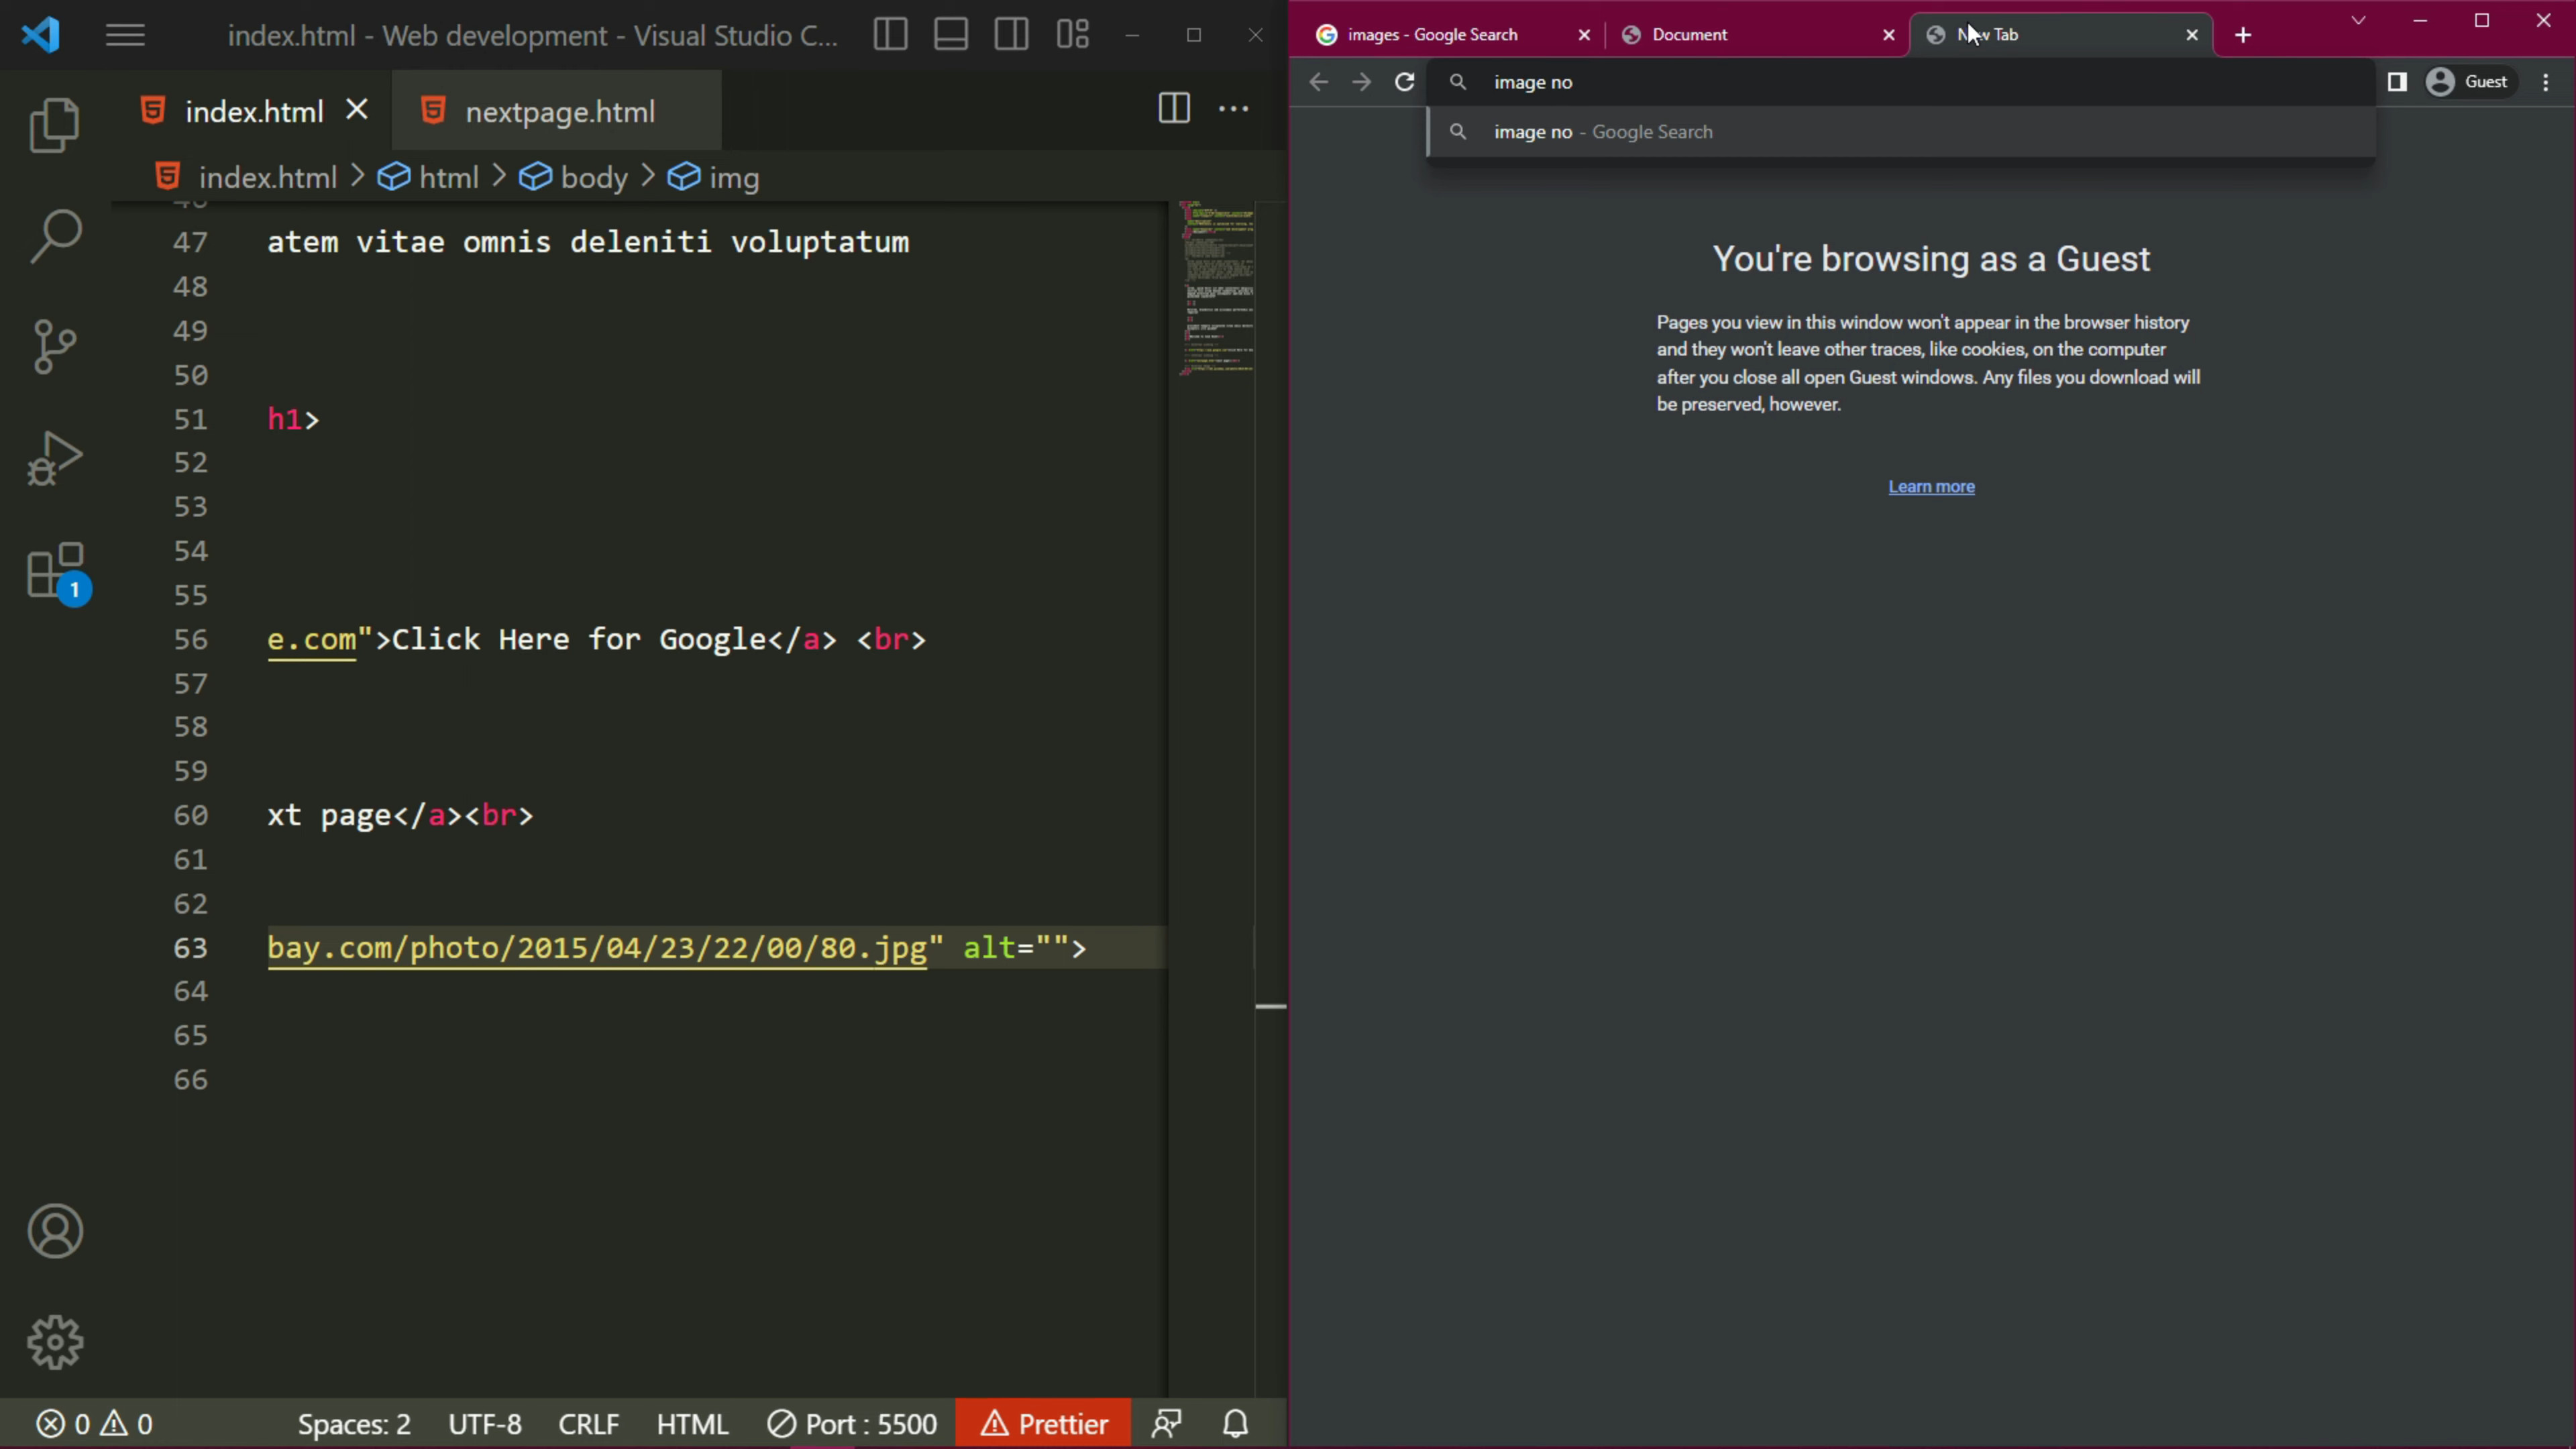 index.html - Web development - Visual Studio C...
index.html
nextpage.html
index.html > html > body > img
47 atem vitae omnis deleniti voluptatum
48
49
50
51 h1>
52
53
54
55
56 e.com">Click Here for Google</a> <br>
57
58
59
60 xt page</a><br>
61
62
63 bay.com/photo/2015/04/23/22/00/80.jpg" alt="">
64
65
66
1
0 0
Spaces: 2
UTF-8
CRLF
HTML
Port : 5500
Prettier
images - Google Search
Document
New Tab
image no
Guest
image no - Google Search
You're browsing as a Guest
Pages you view in this window won't appear in the browser history
and they won't leave other traces, like cookies, on the computer
after you close all open Guest windows. Any files you download will
be preserved, however.
Learn more